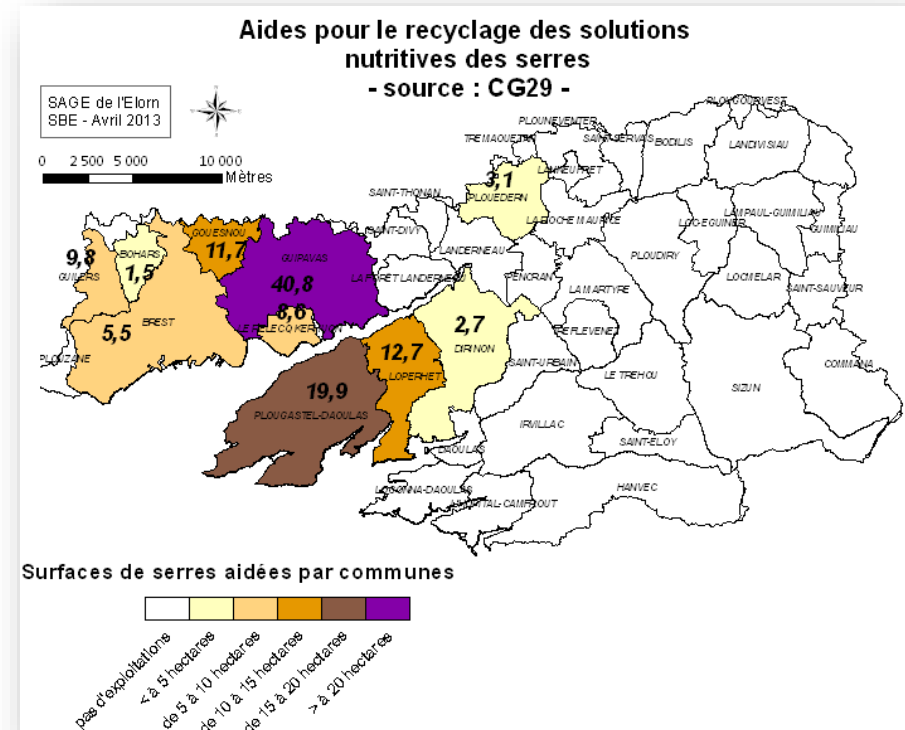 Aides pour le recyclage des solutions
nutritives des serres
- source : CG29 -
SAGE de l'Elorn
SBE - Avril 2013
0 2 500 5 000 10 000
Mètres
PLOUGOURVEST
PLOUNEVENTER
TREMAOUEZAN
SAINT-SERVAIS
BODILIS
LANDIVISIAU
LANNEUFFRET
3,1
PLOUEDERN
SAINT-THONAN
SAINT-DIVY
LA ROCHE MAURICE
LOC-EGUINER
LAMPAUL-GUIMILIAU
GUIMILIAU
GOUESNOU
11,7
BOHARS
1,5
9,8
GUILERS
GUIPAVAS
40,8
LANDERNEAU
LA FORET LANDERNEAU
PENCRAN
PLOUDIRY
LA MARTYRE
LOCMELAR
SAINT-SAUVEUR
8,6
LE RELECQ KERHUON
5,5
BREST
PLOUZANE
2,7
DIRINON
TREFLEVENEZ
12,7
LOPERHET
SAINT-URBAIN
LE TREHOU
COMMANA
SIZUN
19,9
PLOUGASTEL-DAOULAS
IRVILLAC
SAINT-ELOY
DAOULAS
LOGONNA-DAOULAS
HANVEC
L'HOPITAL-CAMFROUT
Surfaces de serres aidées par communes
pas d'exploitations
< à 5 hectares
de 5 à 10 hectares
de 10 à 15 hectares
de 15 à 20 hectares
> à 20 hectares